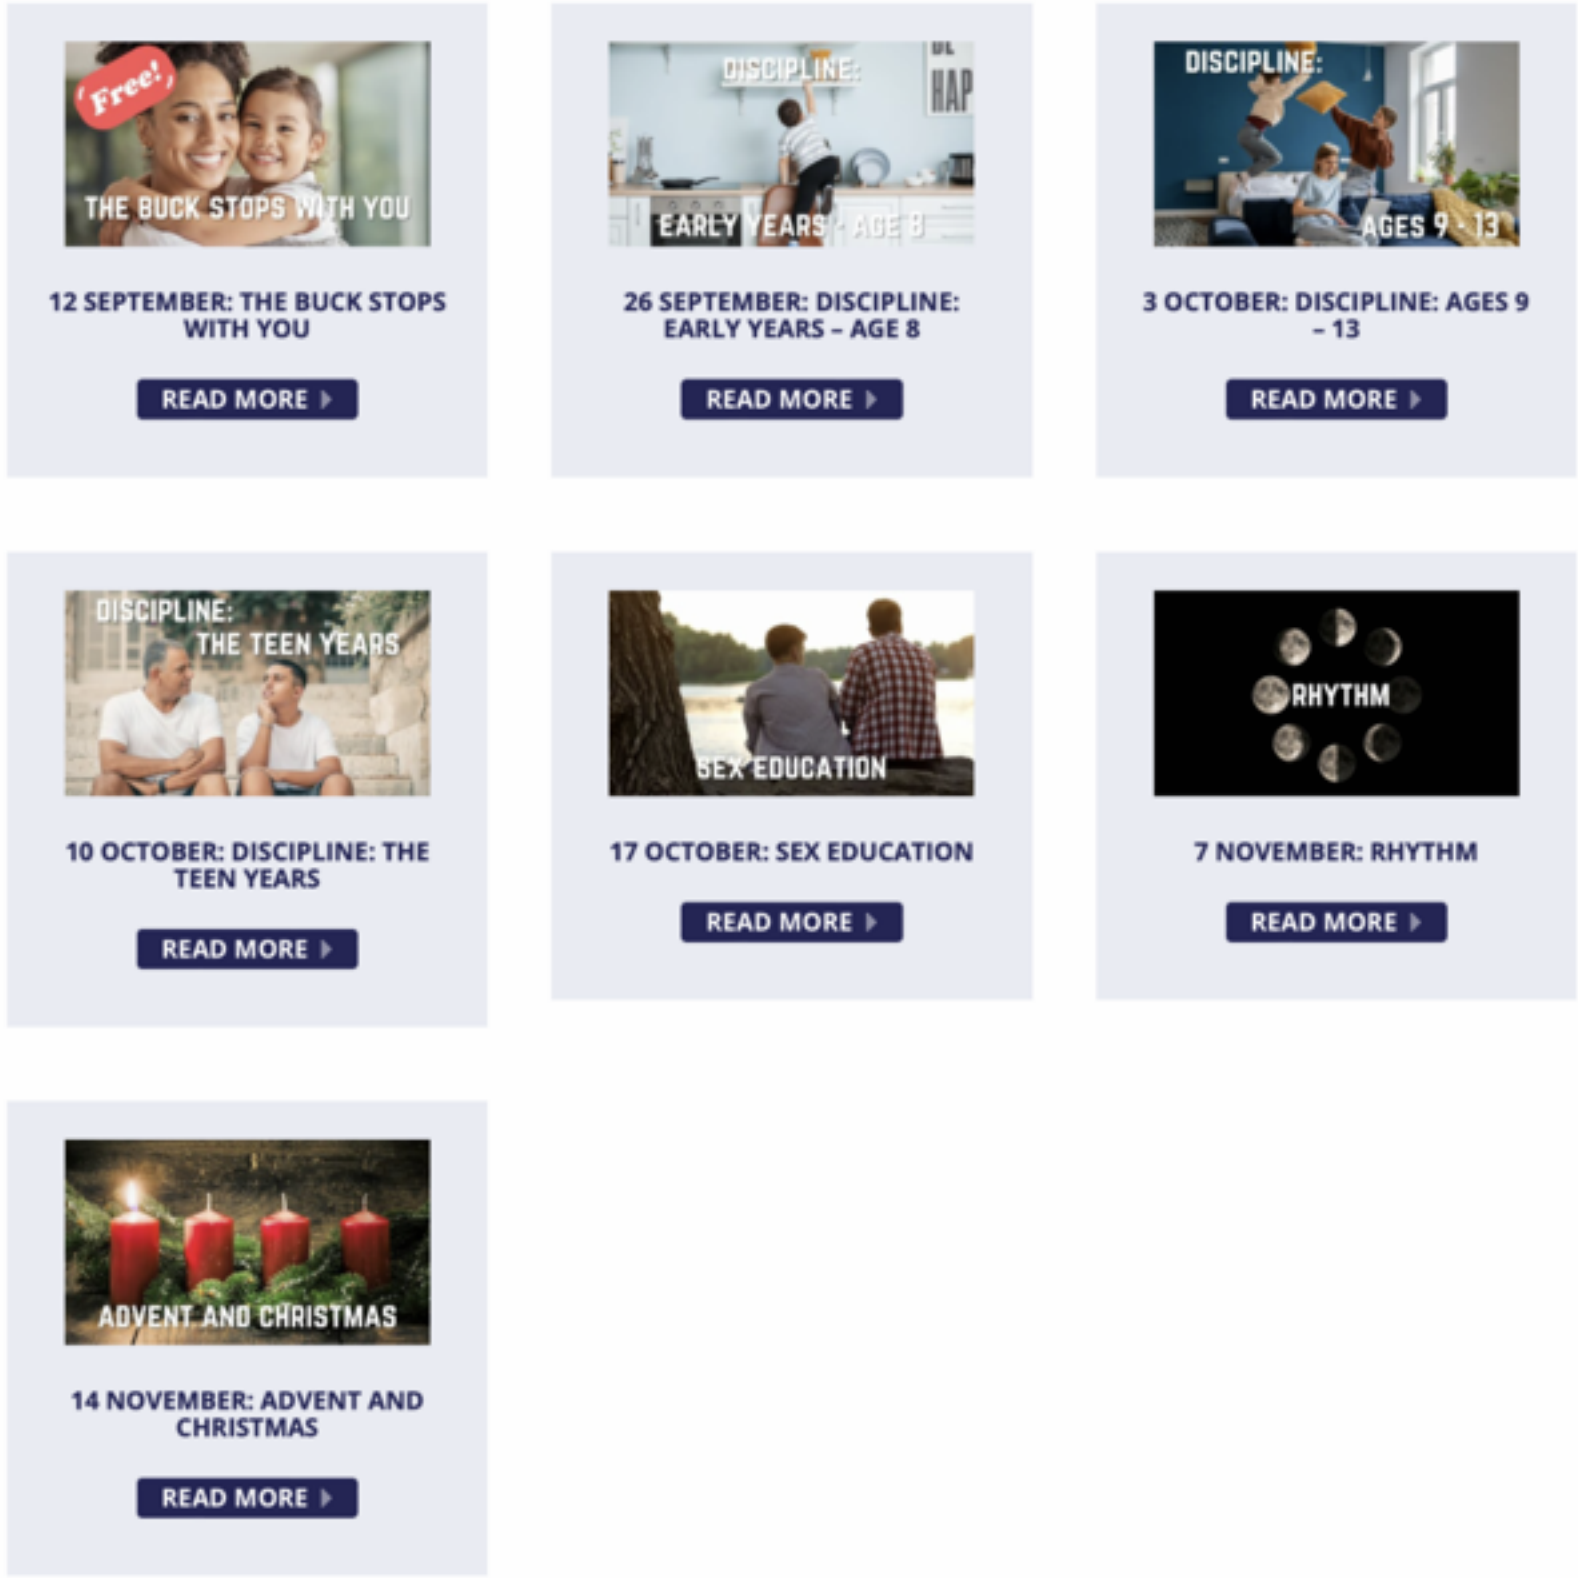 Free!
THE BUCK STOPS WITH YOU
12 SEPTEMBER: THE BUCK STOPS
WITH YOU
READ MORE
DISCIPLINE:
BE
HAP
EARLY YEARS - AGE 8
26 SEPTEMBER: DISCIPLINE:
EARLY YEARS – AGE 8
READ MORE
DISCIPLINE:
AGES 9 - 13
3 OCTOBER: DISCIPLINE: AGES 9
– 13
READ MORE
DISCIPLINE:
THE TEEN YEARS
10 OCTOBER: DISCIPLINE: THE
TEEN YEARS
READ MORE
SEX EDUCATION
17 OCTOBER: SEX EDUCATION
READ MORE
RHYTHM
7 NOVEMBER: RHYTHM
READ MORE
ADVENT AND CHRISTMAS
14 NOVEMBER: ADVENT AND
CHRISTMAS
READ MORE